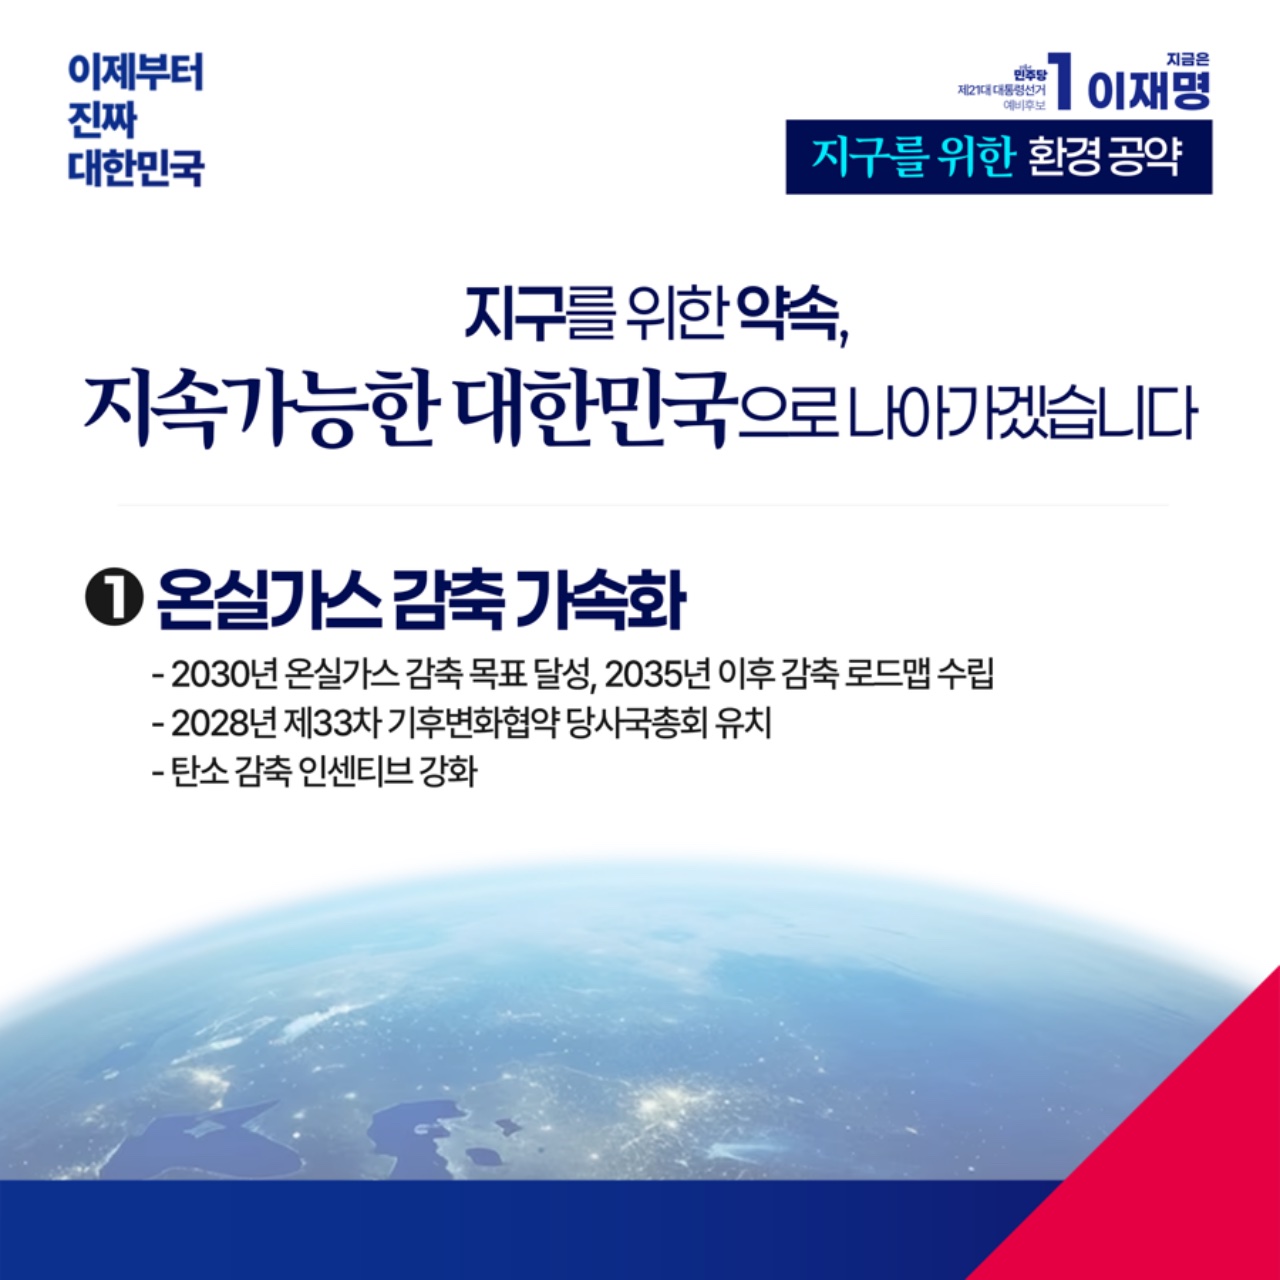 이제부터
진짜
대한민국
민주당
제21대 대통령선거
예비후보
1
지금은
이재명
지구를 위한 환경 공약
지구를 위한 약속,
지속가능한 대한민국으로 나아가겠습니다
1 온실가스 감축 가속화
- 2030년 온실가스 감축 목표 달성, 2035년 이후 감축 로드맵 수립
- 2028년 제33차 기후변화협약 당사국총회 유치
- 탄소 감축 인센티브 강화